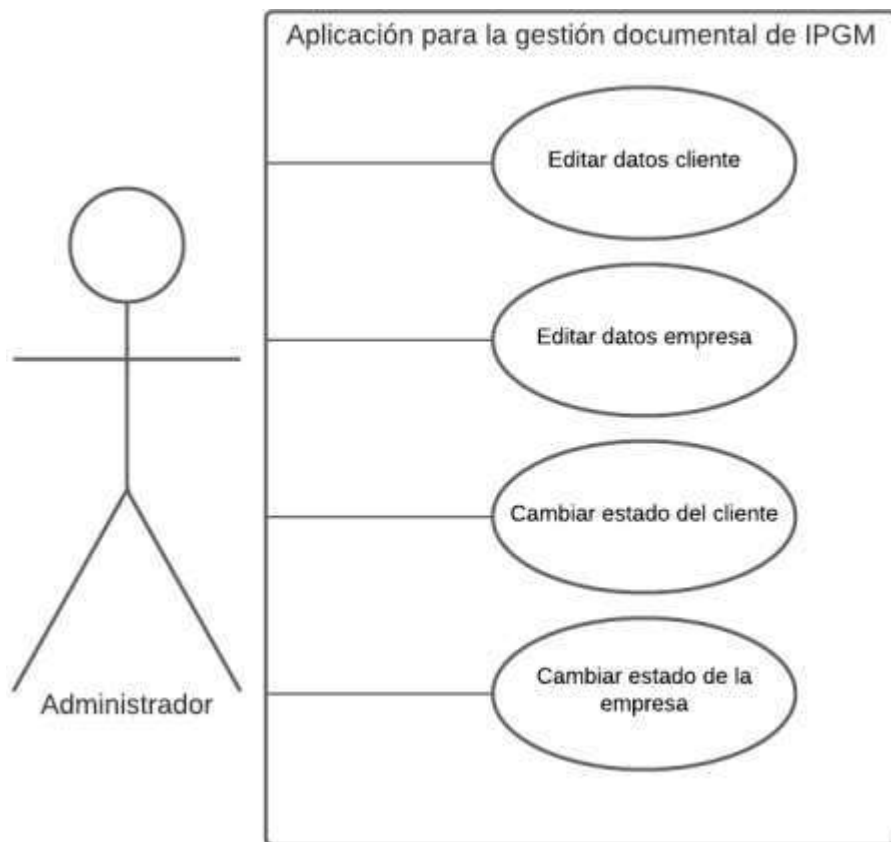 Aplicación para la gestión documental de IPGM
Editar datos cliente
Editar datos empresa
Cambiar estado del cliente
Cambiar estado de la
empresa
Administrador